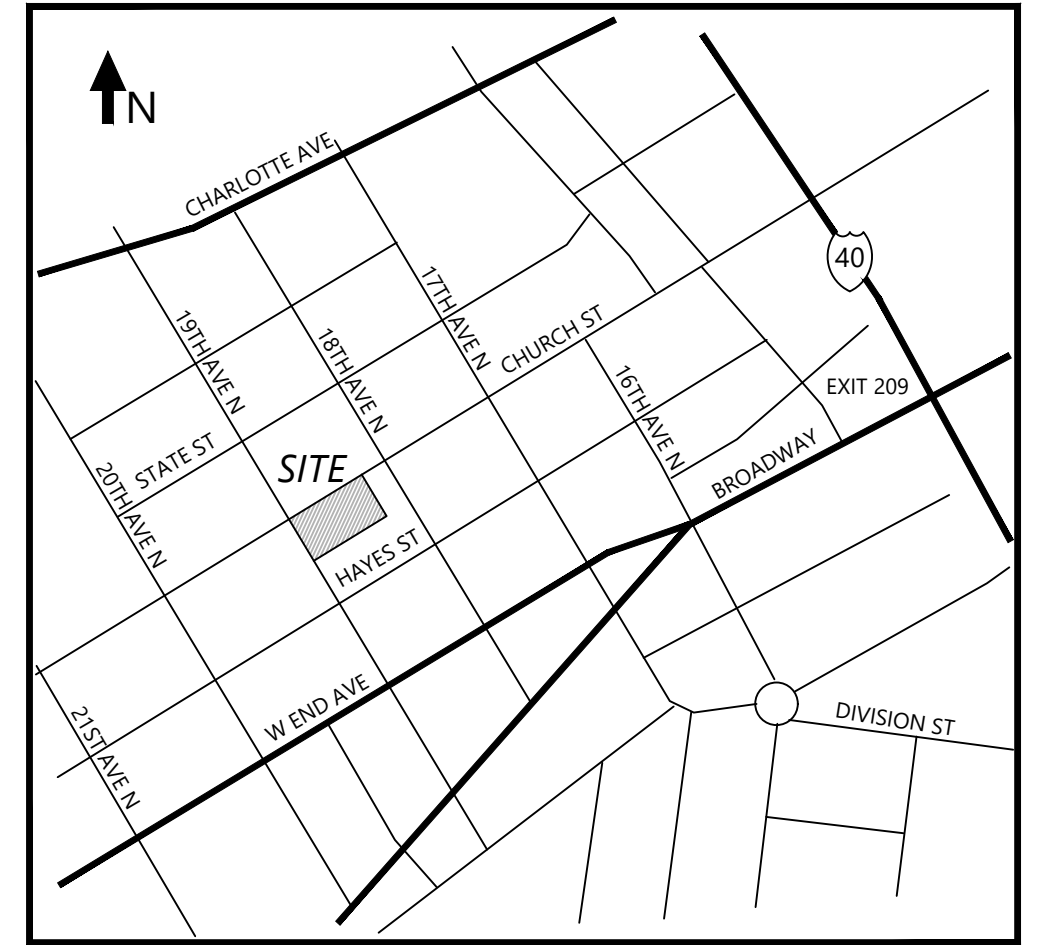 N
CHARLOTTE AVE
40
17TH AVE N
19TH AVE N
18TH AVE N
CHURCH ST
16TH AVE N
EXIT 209
STATE ST
SITE
BROADWAY
20TH AVE N
HAYES ST
W END AVE
21ST AVE N
DIVISION ST